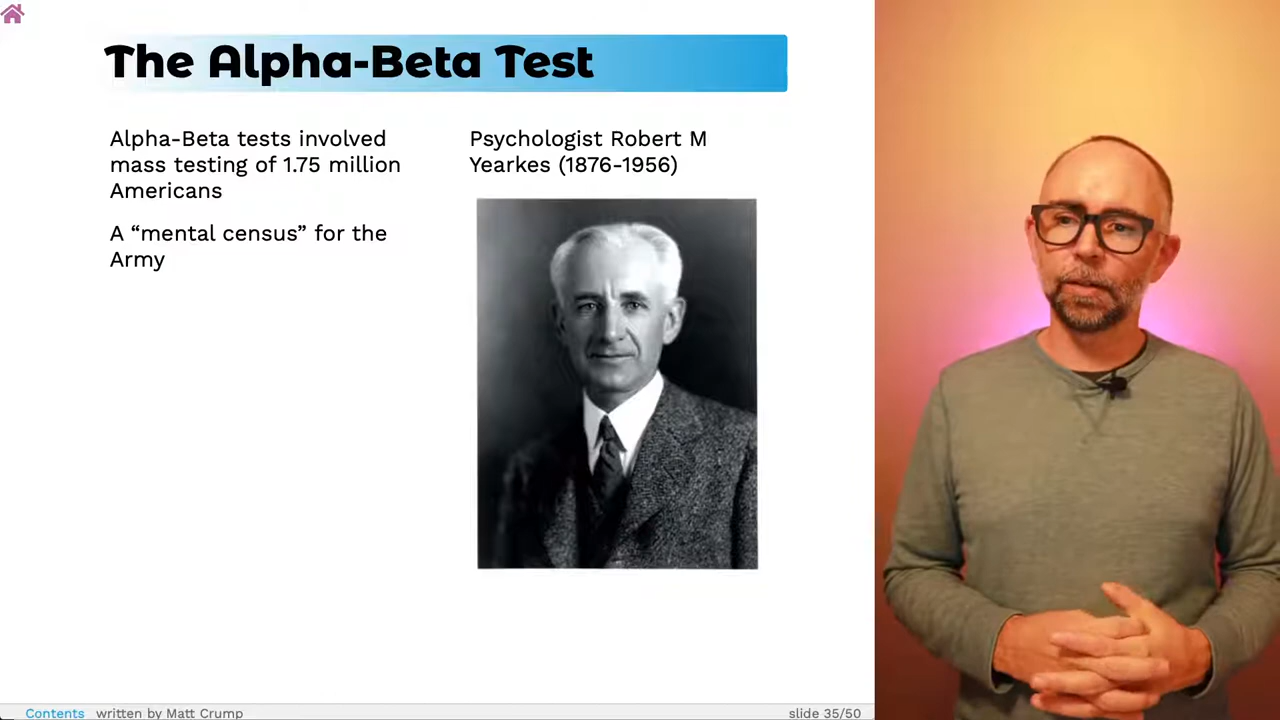 The Alpha-Beta Test
Alpha-Beta tests involved
mass testing of 1.75 million
Americans
A “mental census” for the
Army
Psychologist Robert M
Yearkes (1876-1956)
Contents written by Matt Crump
slide 35/50